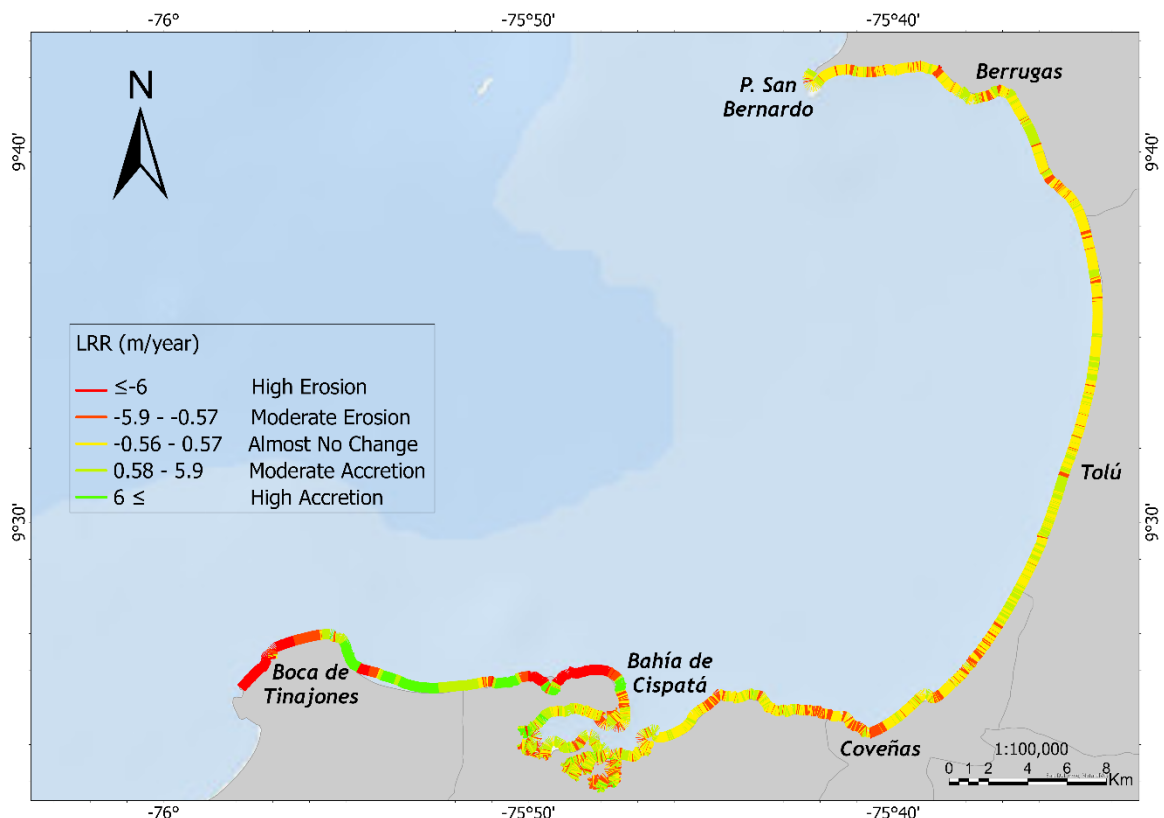 -76° -75°50' -75°40'
N
P. San
Bernardo
Berrugas
9°40' 9°40'
LRR (m/year)
≤-6 High Erosion
-5.9 - -0.57 Moderate Erosion
-0.56 - 0.57 Almost No Change
0.58 - 5.9 Moderate Accretion
6 ≤ High Accretion
Tolú
9°30' 9°30'
Boca de
Tinajones
Bahía de
Cispatá
Coveñas
1:100,000
0 1 2 4 6 8
Km
-76° -75°50' -75°40'